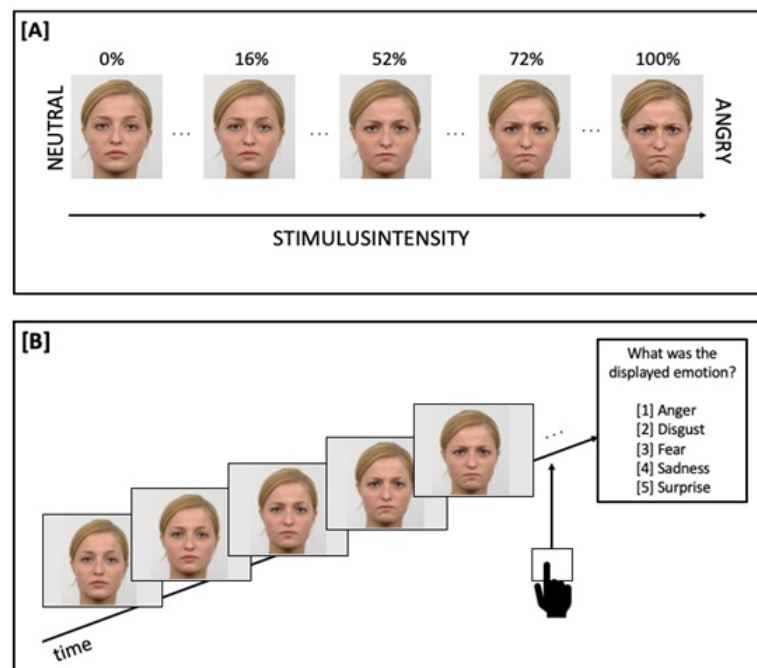 [A]
0% 16% 52% 72% 100%
NEUTRAL
... ... ... ...
ANGRY
STIMULUSINTENSITY
[B]
What was the
displayed emotion?
[1] Anger
[2] Disgust
[3] Fear
[4] Sadness
[5] Surprise
...
time